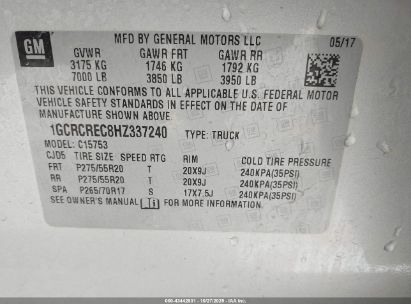 GM
MFD BY GENERAL MOTORS LLC 05/17
GVWR GAWR FRT GAWR RR
3175 KG 1746 KG 1792 KG
7000 LB 3850 LB 3950 LB
THIS VEHICLE CONFORMS TO ALL APPLICABLE U.S. FEDERAL MOTOR
VEHICLE SAFETY STANDARDS IN EFFECT ON THE DATE OF
MANUFACTURE SHOWN ABOVE.
1GCRCREC8HZ337240 TYPE: TRUCK
MODEL: C15753
CJD5 TIRE SIZE SPEED RTG RIM COLD TIRE PRESSURE
FRT P275/55R20 T 20X9J 240KPA(35PSI)
RR P275/55R20 T 20X9J 240KPA(35PSI)
SPA P265/70R17 S 17X7.5J 240KPA(35PSI)
SEE OWNER'S MANUAL FOR MORE INFORMATION.